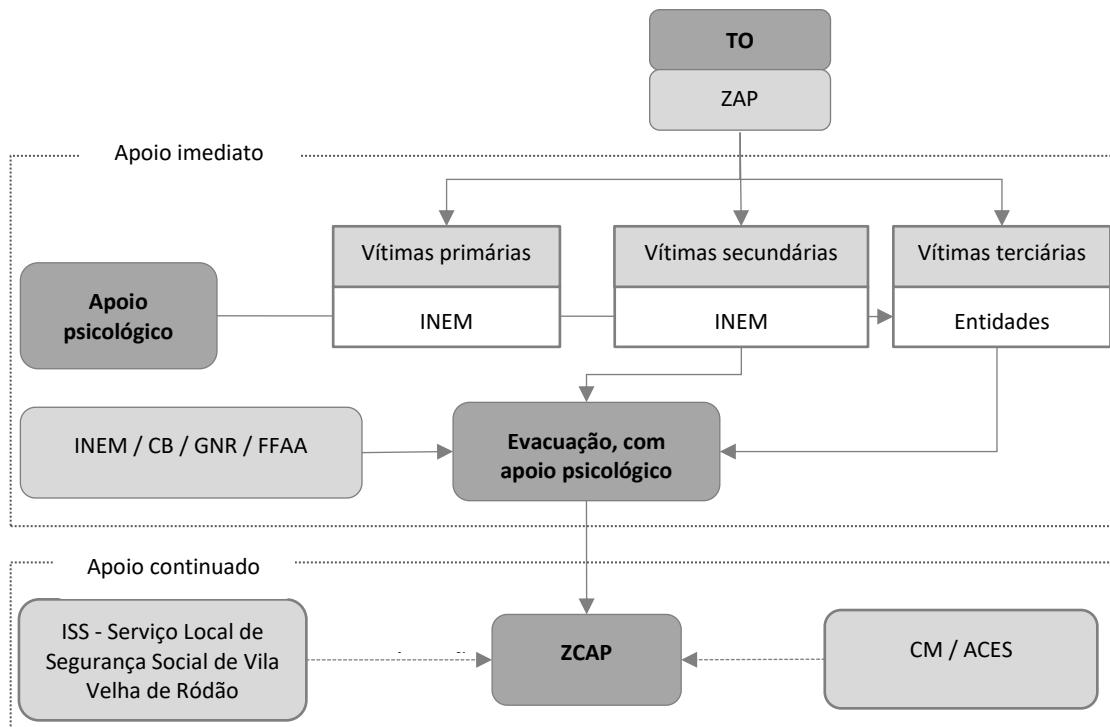 TO
ZAP
Apoio imediato
Vítimas primárias
Vítimas secundárias
Vítimas terciárias
Apoio
psicológico
INEM
INEM
Entidades
INEM / CB / GNR / FFAA
Evacuação, com
apoio psicológico
Apoio continuado
ISS - Serviço Local de
Segurança Social de Vila
Velha de Ródão
ZCAP
CM / ACES